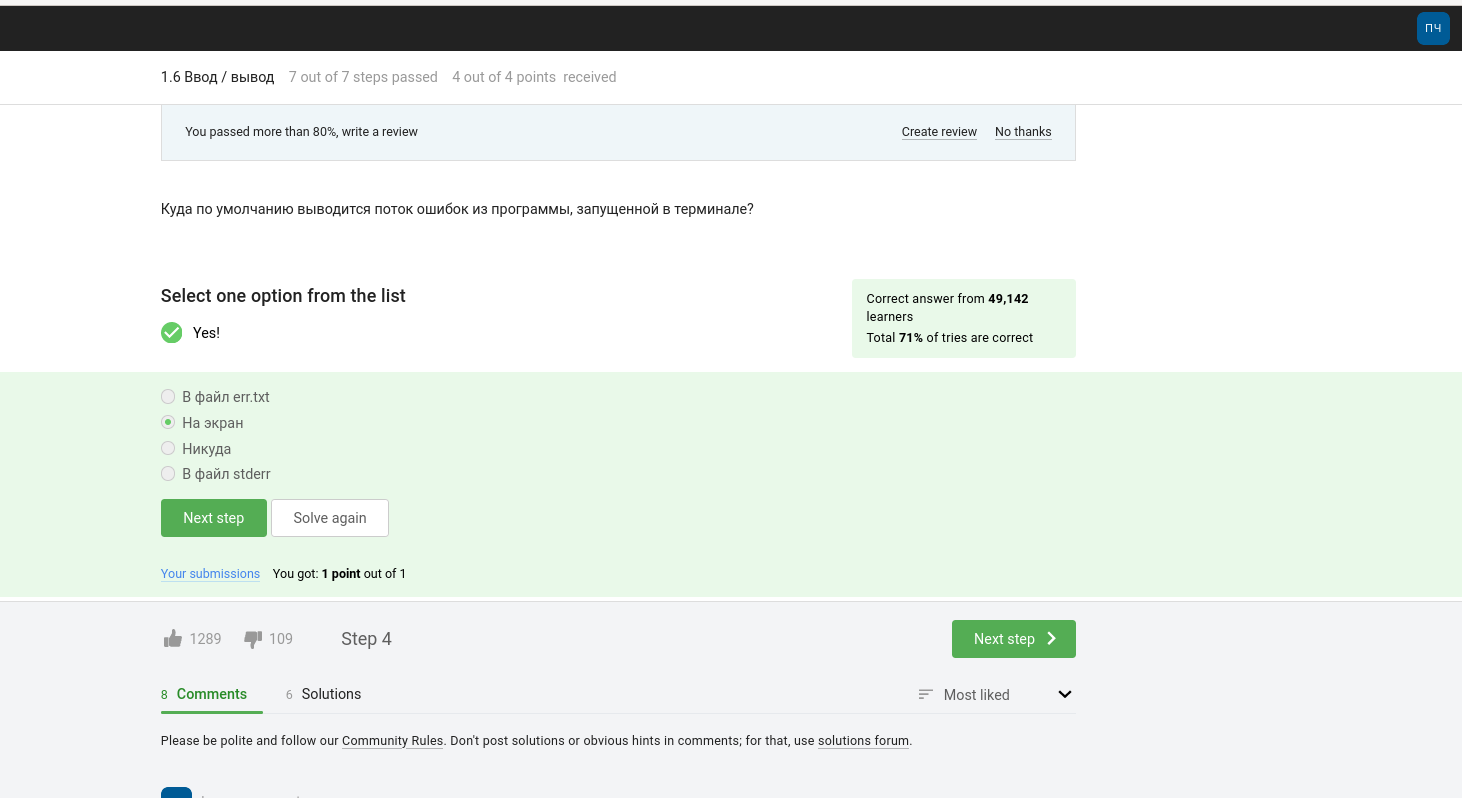 ПЧ
1.6 Ввод / вывод 7 out of 7 steps passed 4 out of 4 points received
You passed more than 80%, write a review Create review No thanks
Куда по умолчанию выводится поток ошибок из программы, запущенной в терминале?
Select one option from the list
Yes!
Correct answer from 49,142
learners
Total 71% of tries are correct
В файл err.txt
На экран
Никуда
В файл stderr
Next step Solve again
Your submissions You got: 1 point out of 1
1289 109 Step 4 Next step
8 Comments 6 Solutions Most liked
Please be polite and follow our Community Rules. Don't post solutions or obvious hints in comments; for that, use solutions forum.